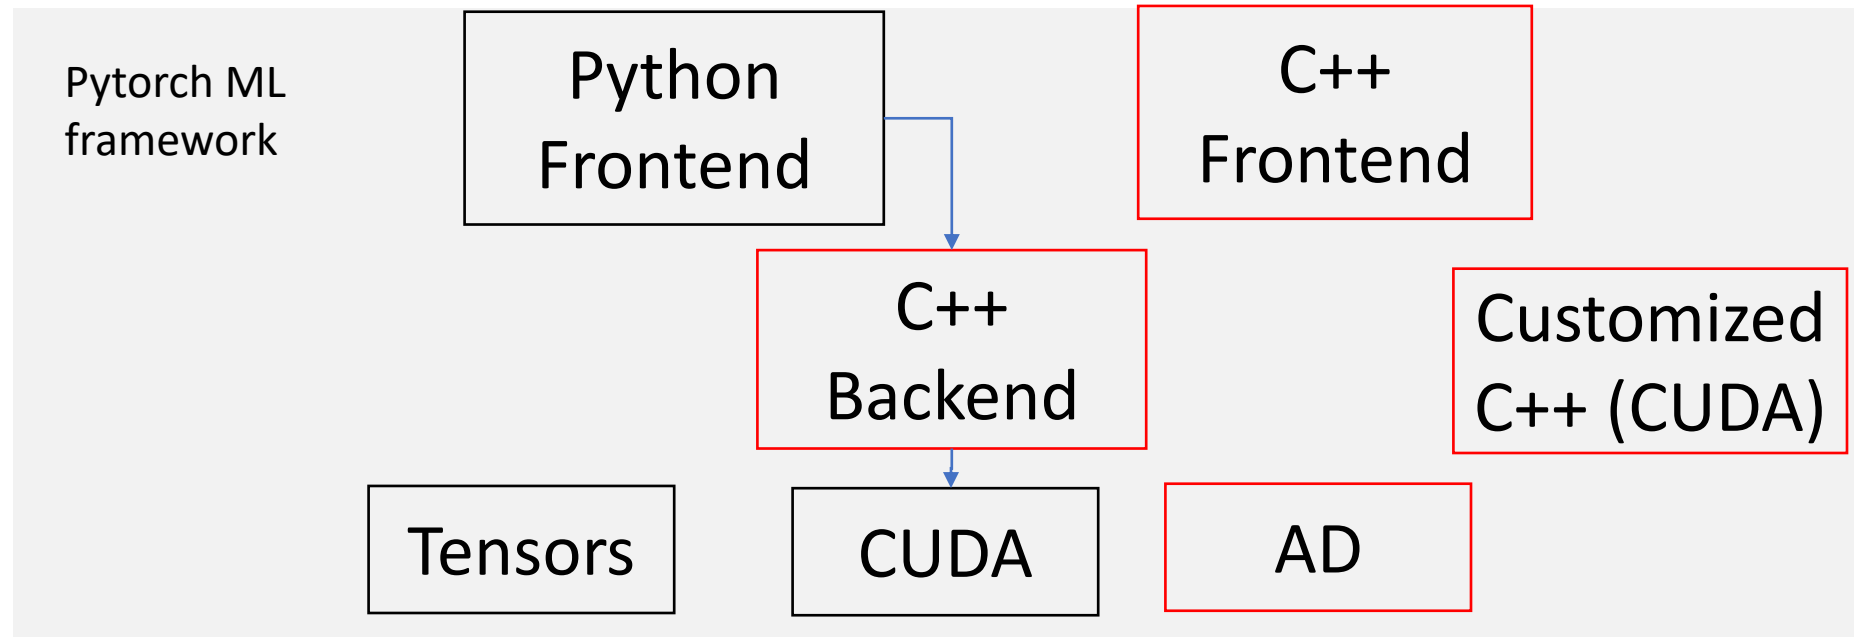 Pytorch ML
framework
Python
Frontend
C++
Frontend
C++
Backend
Customized
C++ (CUDA)
Tensors
CUDA
AD